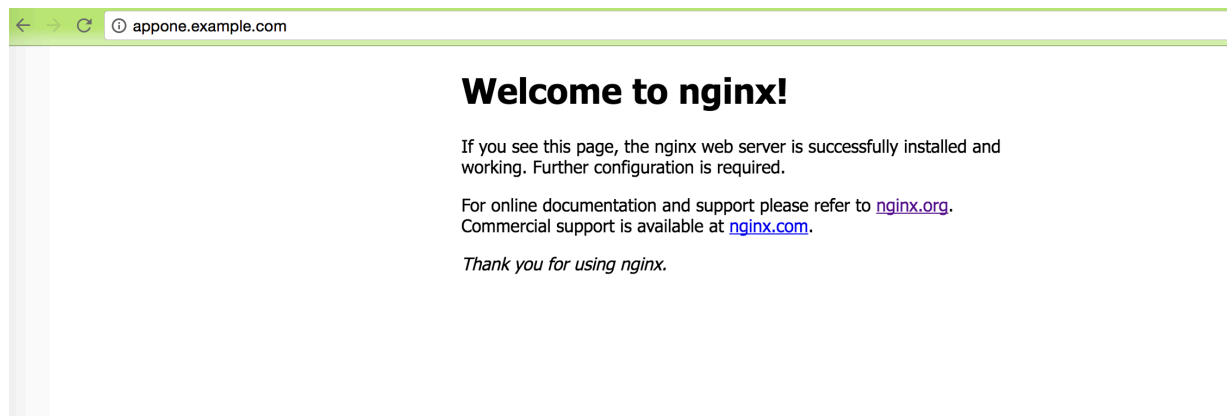 appone.example.com
Welcome to nginx!
If you see this page, the nginx web server is successfully installed and
working. Further configuration is required.
For online documentation and support please refer to nginx.org.
Commercial support is available at nginx.com.
Thank you for using nginx.